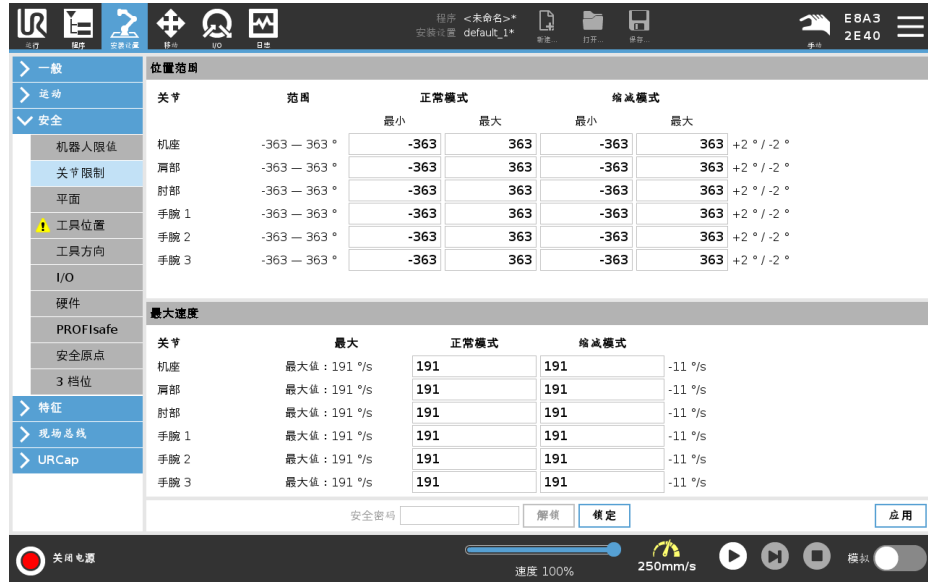 程序 <未命名>*
安装设置 default_1*
运行 程序 安装设置 移动 I/O 日志 新建... 打开... 保存... 手动
E8A3
2E40
一般
运动
安全
机器人限值
关节限制
平面
工具位置
工具方向
I/O
硬件
PROFIsafe
安全原点
3 档位
特征
现场总线
URCap
位置范围
关节 范围 正常模式 缩减模式
最小 最大 最小 最大
机座 -363 — 363 ° -363 363 -363 363 +2 ° / -2 °
肩部 -363 — 363 ° -363 363 -363 363 +2 ° / -2 °
肘部 -363 — 363 ° -363 363 -363 363 +2 ° / -2 °
手腕 1 -363 — 363 ° -363 363 -363 363 +2 ° / -2 °
手腕 2 -363 — 363 ° -363 363 -363 363 +2 ° / -2 °
手腕 3 -363 — 363 ° -363 363 -363 363 +2 ° / -2 °
最大速度
关节 最大 正常模式 缩减模式
机座 最大值：191 °/s 191 191 -11 °/s
肩部 最大值：191 °/s 191 191 -11 °/s
肘部 最大值：191 °/s 191 191 -11 °/s
手腕 1 最大值：191 °/s 191 191 -11 °/s
手腕 2 最大值：191 °/s 191 191 -11 °/s
手腕 3 最大值：191 °/s 191 191 -11 °/s
安全密码 解锁 锁定 应用
关闭电源 速度 100% 250mm/s 模拟